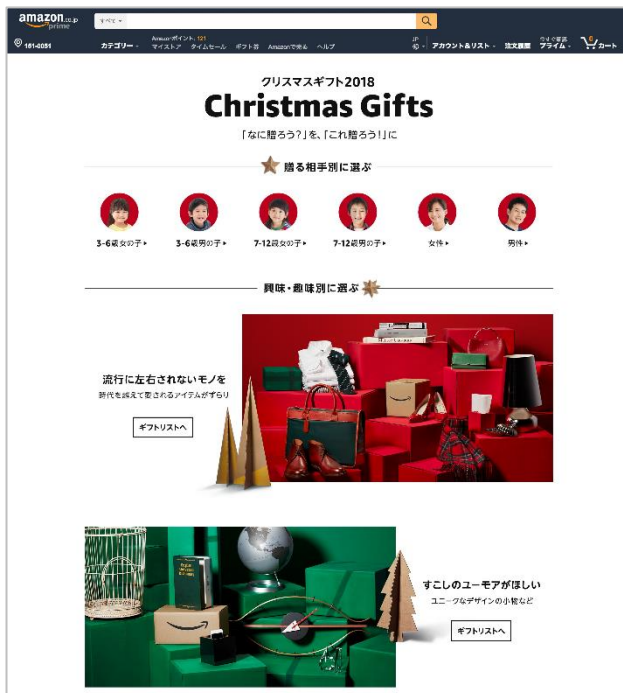 amazon.co.jp
prime
すべて
161-0031
カテゴリー
Amazonポイント: 121
マイストア タイムセール ギフト券 Amazonで売る ヘルプ
JP
アカウント&リスト
注文履歴
プライム
0
カート
クリスマスギフト2018
Christmas Gifts
「なに贈ろう?」を、「これ贈ろう!」に
贈る相手別に選ぶ
3-6歳女の子
3-6歳男の子
7-12歳女の子
7-12歳男の子
女性
男性
興味・趣味別に選ぶ
流行に左右されないモノを
時代を越えて愛されるアイテムがずらり
ギフトリストへ
すこしのユーモアがほしい
ユニークなデザインの小物など
ギフトリストへ